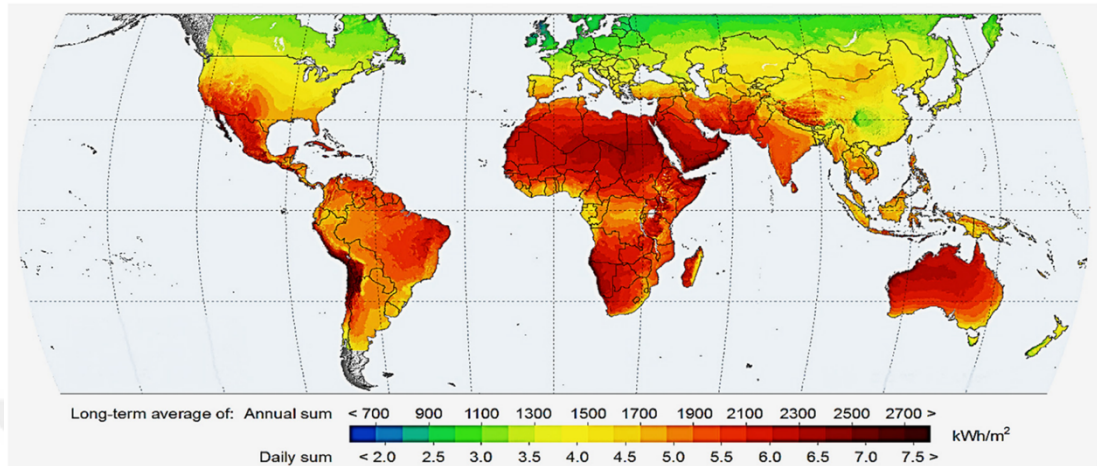 Long-term average of: Annual sum < 700 900 1100 1300 1500 1700 1900 2100 2300 2500 2700 >
kWh/m²
Daily sum < 2.0 2.5 3.0 3.5 4.0 4.5 5.0 5.5 6.0 6.5 7.0 7.5 >